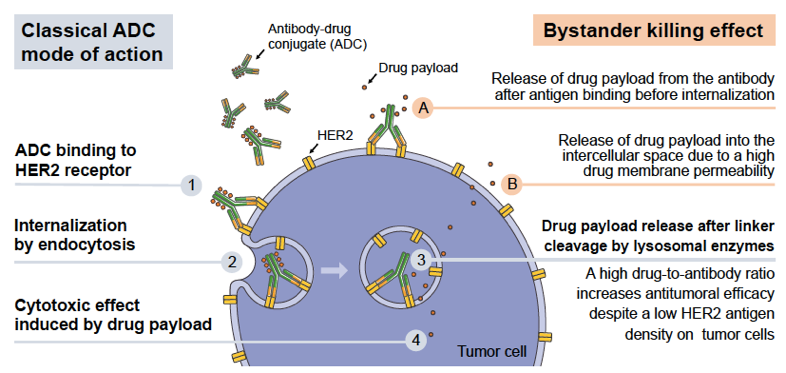 Classical ADC
mode of action
Antibody-drug
conjugate (ADC)
Drug payload
HER2
Bystander killing effect
A
Release of drug payload from the antibody
after antigen binding before internalization
B
Release of drug payload into the
intercellular space due to a high
drug membrane permeability
ADC binding to
HER2 receptor
1
Internalization
by endocytosis
2
3
Drug payload release after linker
cleavage by lysosomal enzymes
A high drug-to-antibody ratio
increases antitumoral efficacy
despite a low HER2 antigen
density on tumor cells
Cytotoxic effect
induced by drug payload
4
Tumor cell